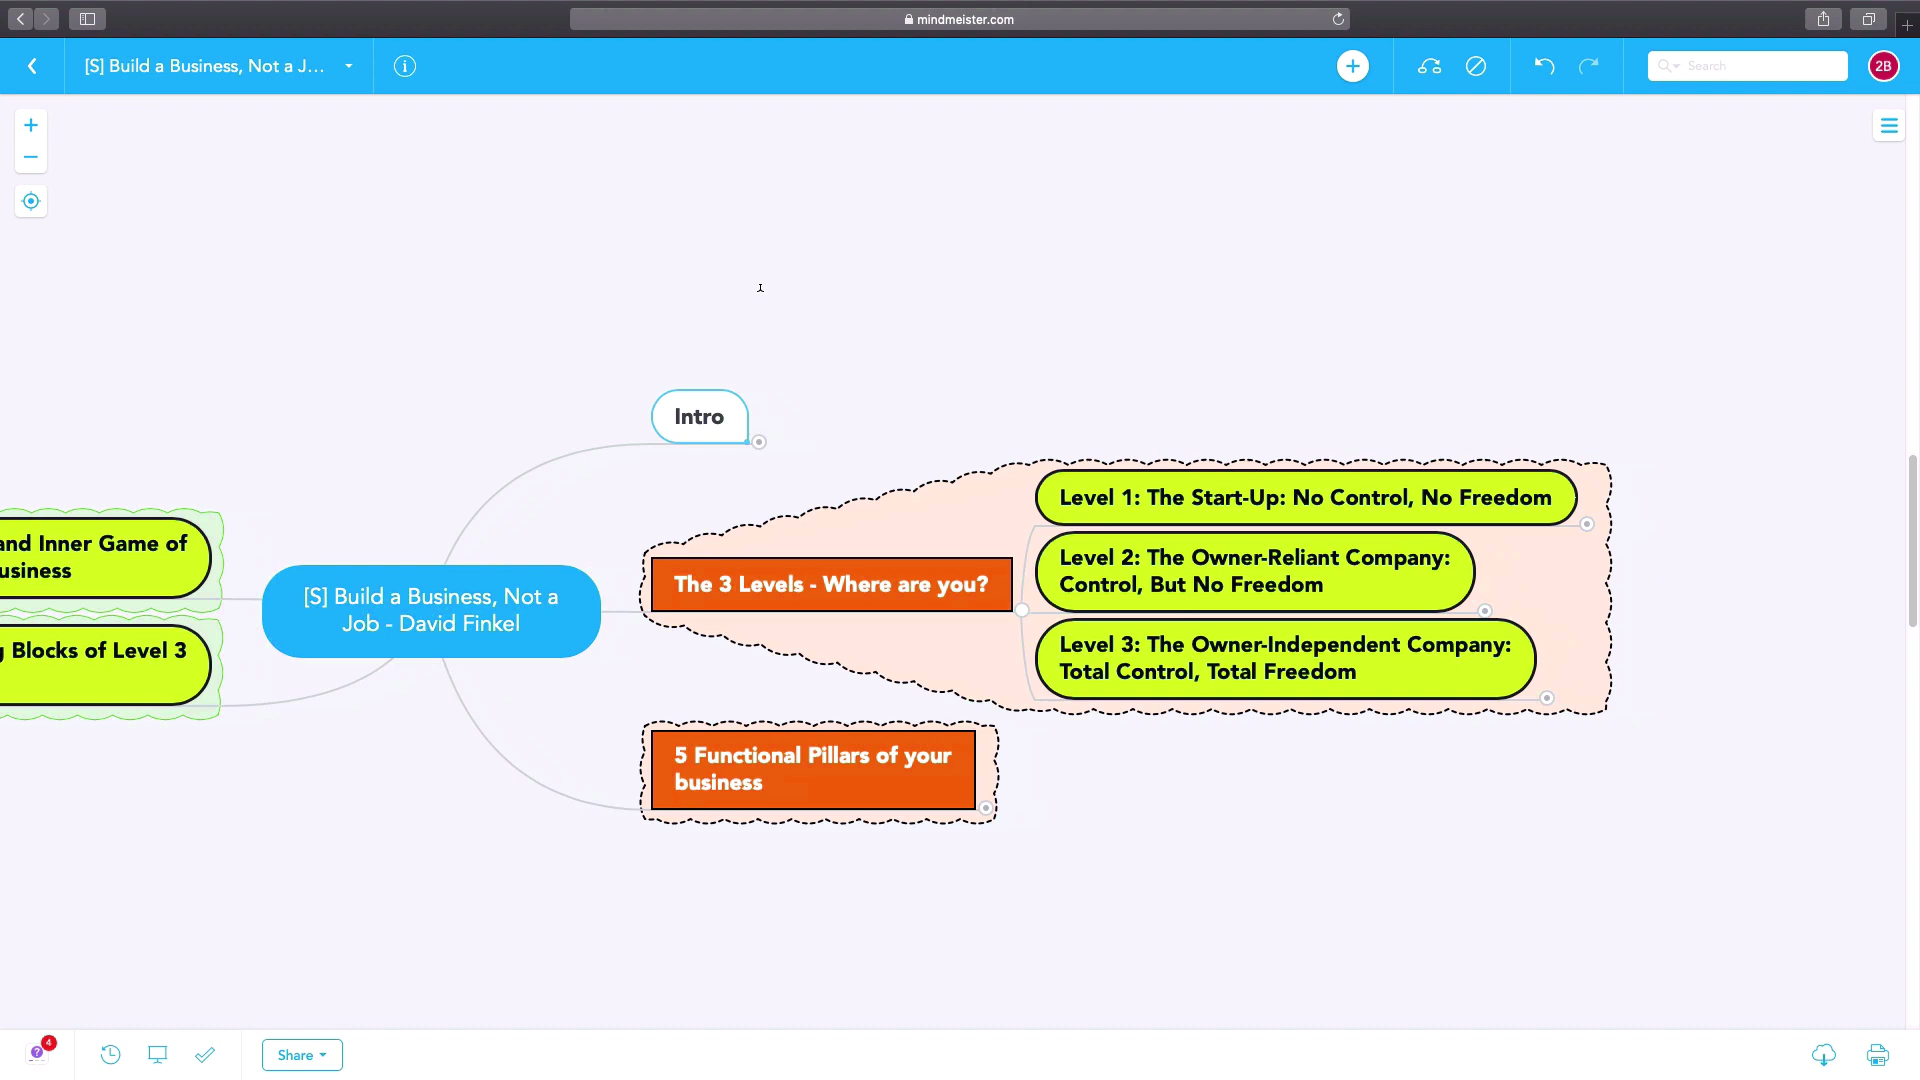 mindmeister.com
[S] Build a Business, Not a J...
Search
2B
Intro
Level 1: The Start-Up: No Control, No Freedom
and Inner Game of
usiness
Level 2: The Owner-Reliant Company:
Control, But No Freedom
The 3 Levels - Where are you?
[S] Build a Business, Not a
Job - David Finkel
Blocks of Level 3
Level 3: The Owner-Independent Company:
Total Control, Total Freedom
5 Functional Pillars of your
business
4
?
Share